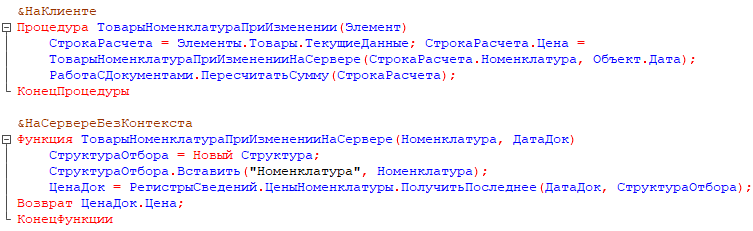 &НаКлиенте
Процедура ТоварыНоменклатураПриИзменении(Элемент)
СтрокаРасчета = Элементы.Товары.ТекущиеДанные; СтрокаРасчета.Цена =
ТоварыНоменклатураПриИзмененииНаСервере(СтрокаРасчета.Номенклатура, Объект.Дата);
РаботаСДокументами.ПересчитатьСумму(СтрокаРасчета);
КонецПроцедуры
&НаСервереБезКонтекста
Функция ТоварыНоменклатураПриИзмененииНаСервере(Номенклатура, ДатаДок)
СтруктураОтбора = Новый Структура;
СтруктураОтбора.Вставить("Номенклатура", Номенклатура);
ЦенаДок = РегистрыСведений.ЦеныНоменклатуры.ПолучитьПоследнее(ДатаДок, СтруктураОтбора);
Возврат ЦенаДок.Цена;
КонецФункции